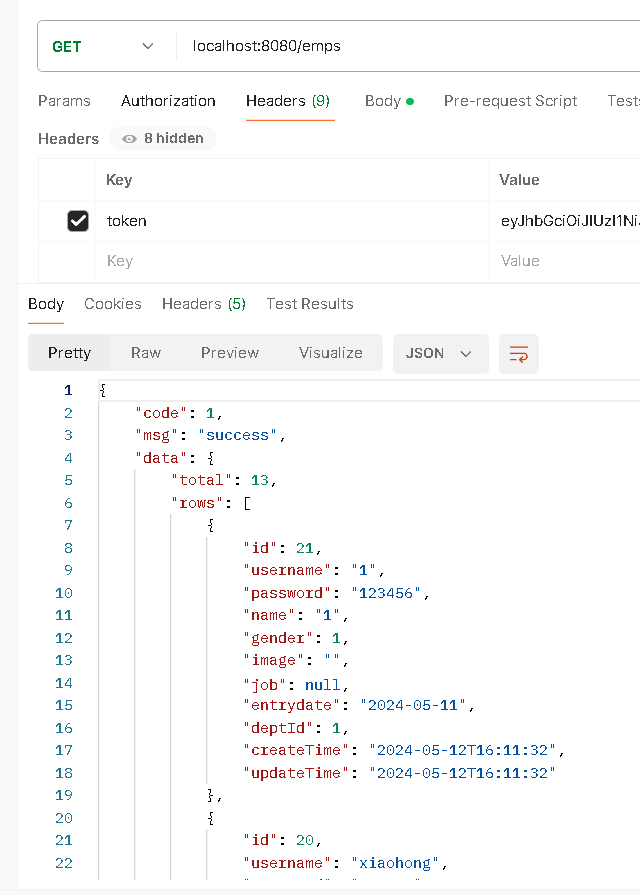 GET localhost:8080/emps
Params Authorization Headers (9) Body Pre-request Script Tests
Headers 8 hidden
Key Value
token eyJhbGciOiJIUzI1NiJ
Key Value
Body Cookies Headers (5) Test Results
Pretty Raw Preview Visualize JSON
1 {
2 "code": 1,
3 "msg": "success",
4 "data": {
5 "total": 13,
6 "rows": [
7 {
8 "id": 21,
9 "username": "1",
10 "password": "123456",
11 "name": "1",
12 "gender": 1,
13 "image": "",
14 "job": null,
15 "entrydate": "2024-05-11",
16 "deptId": 1,
17 "createTime": "2024-05-12T16:11:32",
18 "updateTime": "2024-05-12T16:11:32"
19 },
20 {
21 "id": 20,
22 "username": "xiaohong",